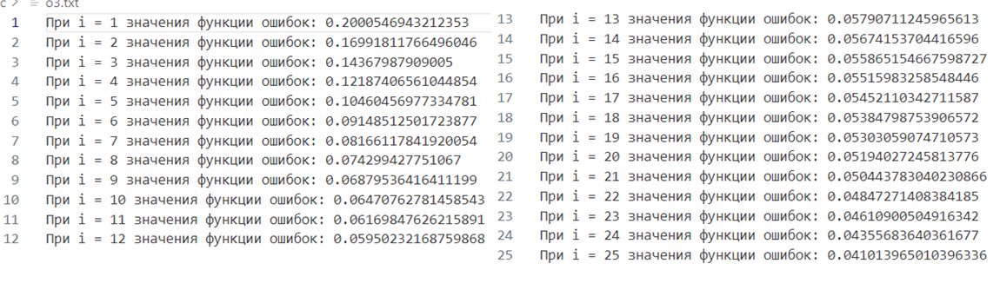 с > ≡ o3.txt
1 При i = 1 значения функции ошибок: 0.2000546943212353
2 При i = 2 значения функции ошибок: 0.16991811766496046
3 При i = 3 значения функции ошибок: 0.14367987909005
4 При i = 4 значения функции ошибок: 0.12187406561044854
5 При i = 5 значения функции ошибок: 0.10460456977334781
6 При i = 6 значения функции ошибок: 0.09148512501723877
7 При i = 7 значения функции ошибок: 0.08166117841920054
8 При i = 8 значения функции ошибок: 0.074299427751067
9 При i = 9 значения функции ошибок: 0.06879536416411199
10 При i = 10 значения функции ошибок: 0.06470762781458543
11 При i = 11 значения функции ошибок: 0.06169847626215891
12 При i = 12 значения функции ошибок: 0.05950232168759868
13 При i = 13 значения функции ошибок: 0.05790711245965613
14 При i = 14 значения функции ошибок: 0.05674153704416596
15 При i = 15 значения функции ошибок: 0.055865154667598727
16 При i = 16 значения функции ошибок: 0.05515983258548446
17 При i = 17 значения функции ошибок: 0.05452110342711587
18 При i = 18 значения функции ошибок: 0.05384798753906572
19 При i = 19 значения функции ошибок: 0.05303059074710573
20 При i = 20 значения функции ошибок: 0.05194027245813776
21 При i = 21 значения функции ошибок: 0.050443783040230866
22 При i = 22 значения функции ошибок: 0.04847271408384185
23 При i = 23 значения функции ошибок: 0.04610900504916342
24 При i = 24 значения функции ошибок: 0.04355683640361677
25 При i = 25 значения функции ошибок: 0.041013965010396336